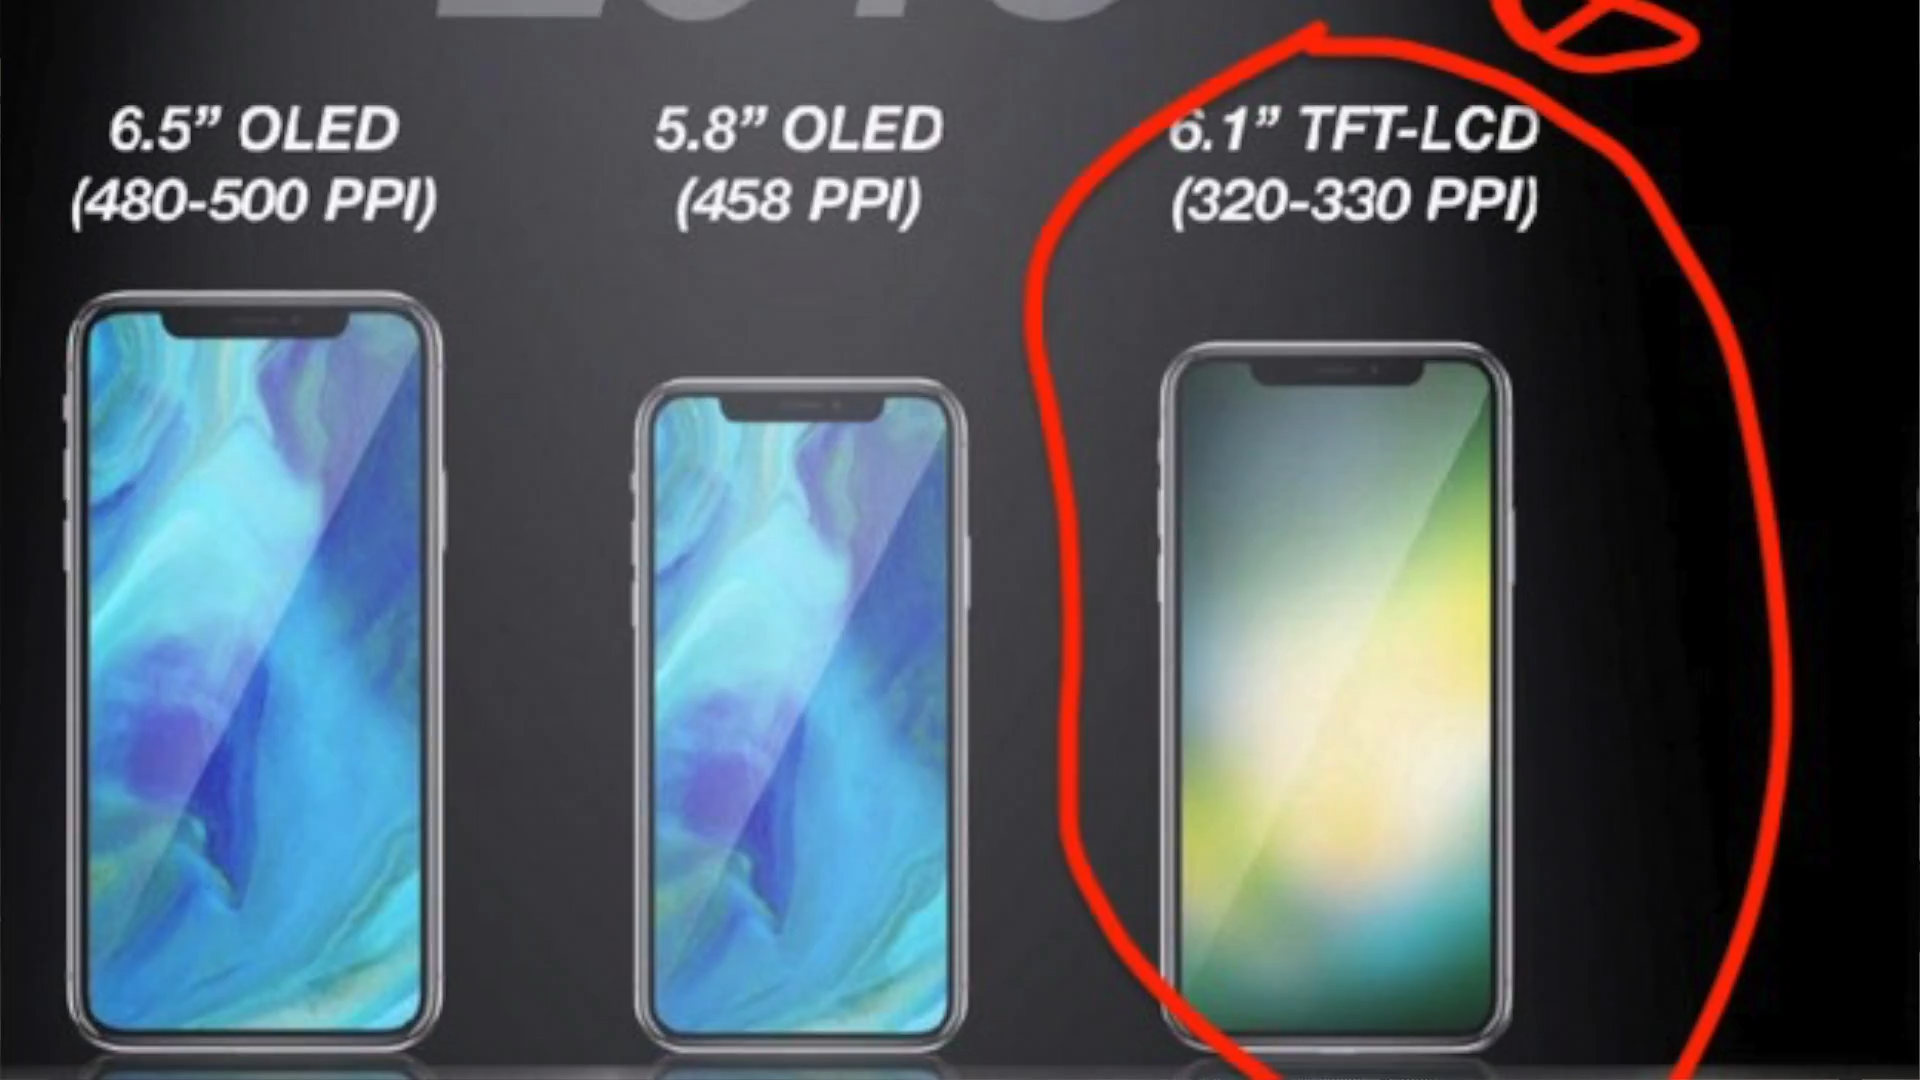 6.5” OLED
(480-500 PPI)
5.8” OLED
(458 PPI)
6.1” TFT-LCD
(320-330 PPI)